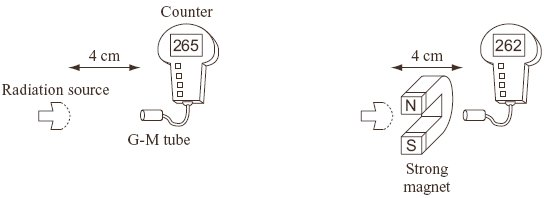 Counter
265
4 cm
Radiation source
G-M tube
262
4 cm
N
S
Strong
magnet